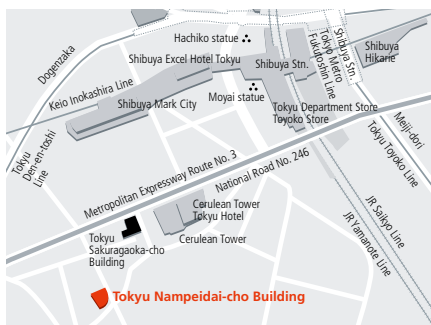 Hachiko statue
Dogenzaka
Shibuya Excel Hotel Tokyu
Shibuya Stn.
Tokyo Metro
Fukutoshin Line
Shibuya Stn.
Shibuya
Hikarie
Keio Inokashira Line
Shibuya Mark City
Moyai statue
Tokyu Department Store
Toyoko Store
Tokyu
Den-en-toshi
Line
Meiji-dori
Tokyu Toyoko Line
Metropolitan Expressway Route No. 3
National Road No. 246
Cerulean Tower
Tokyu Hotel
Cerulean Tower
Tokyu
Sakuragaoka-cho
Building
JR Saikyo Line
JR Yamanote Line
Tokyu Nampeidai-cho Building